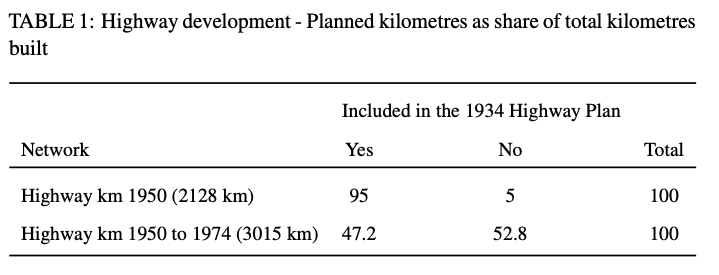 TABLE 1: Highway development - Planned kilometres as share of total kilometres
built
Included in the 1934 Highway Plan
Network Yes No Total
Highway km 1950 (2128 km) 95 5 100
Highway km 1950 to 1974 (3015 km) 47.2 52.8 100